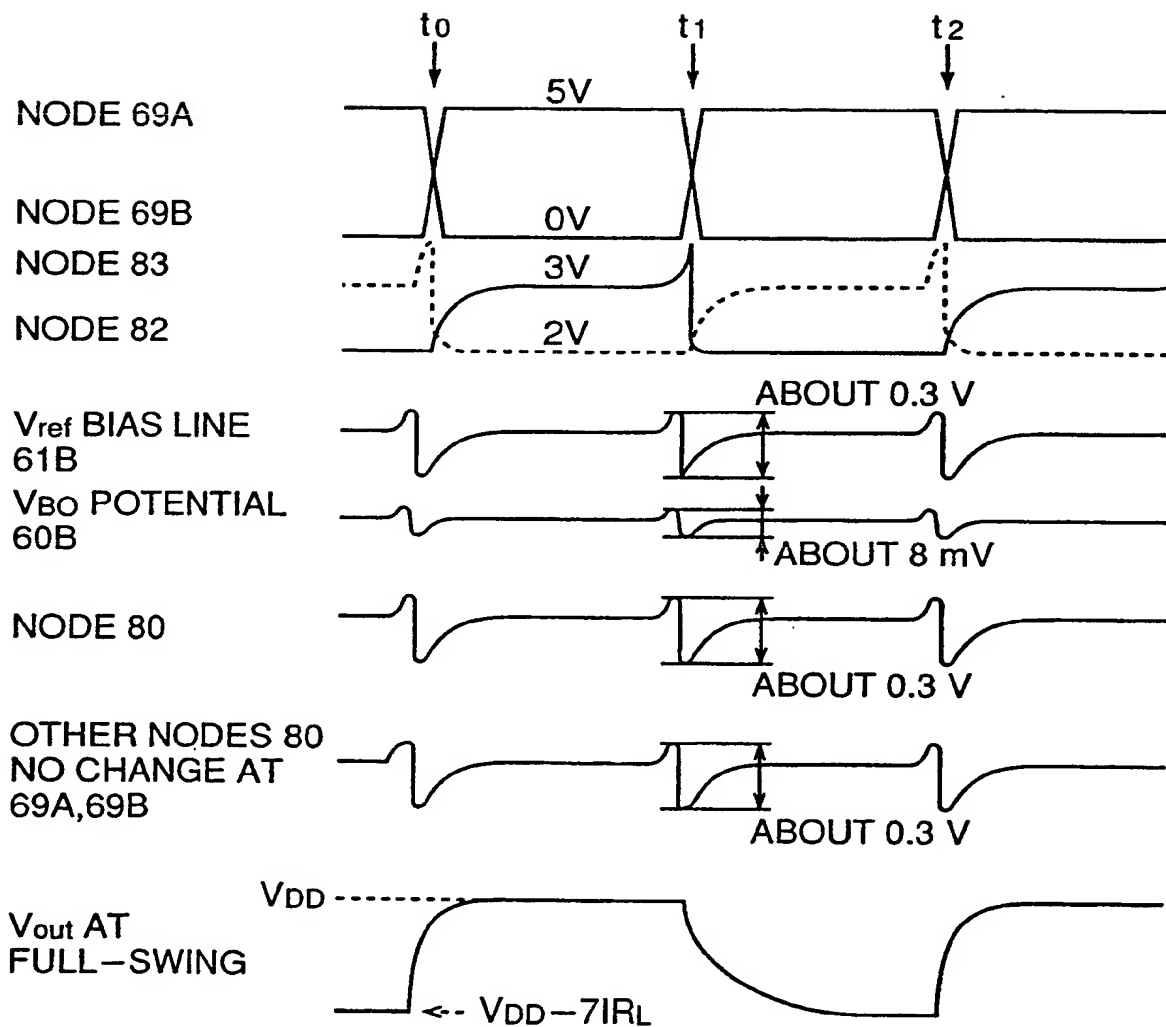 t0 t1 t2
NODE 69A 5V
NODE 69B 0V
NODE 83 3V
NODE 82 2V
ABOUT 0.3 V
Vref BIAS LINE
61B
VBO POTENTIAL
60B
ABOUT 8 mV
NODE 80
ABOUT 0.3 V
OTHER NODES 80
NO CHANGE AT
69A,69B
ABOUT 0.3 V
VDD
Vout AT
FULL–SWING
VDD–7IRL